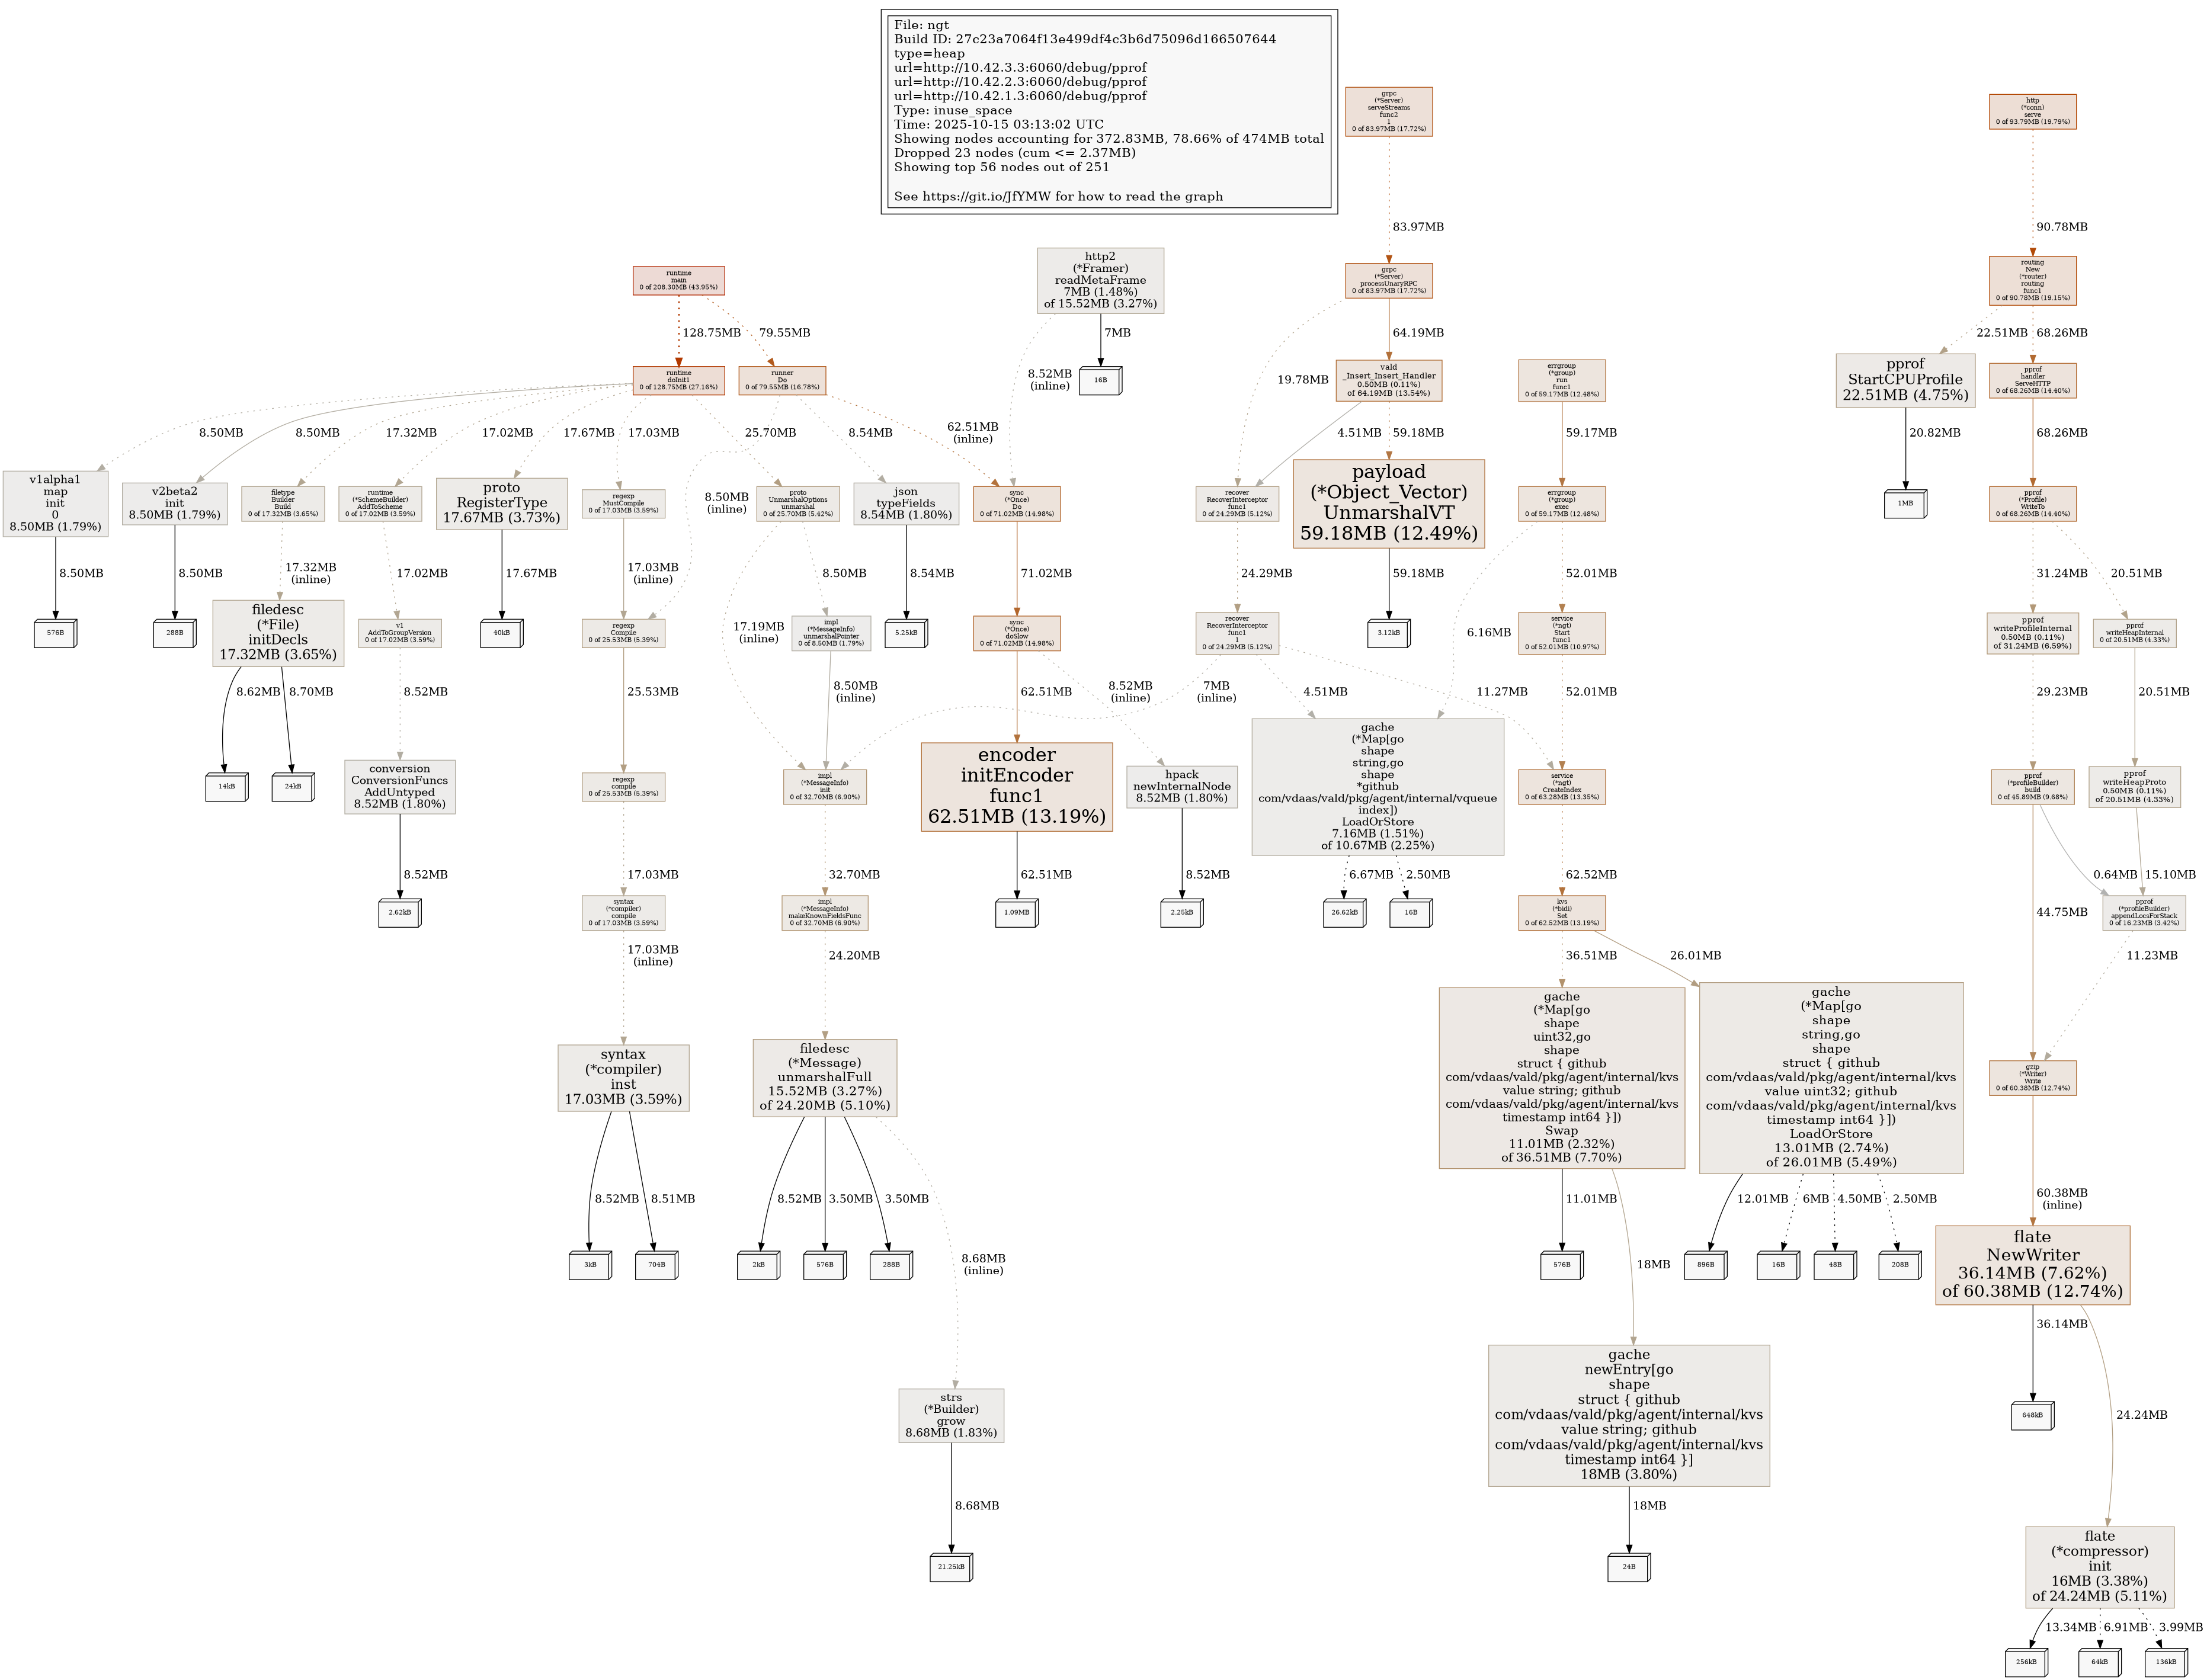 File: ngt
Build ID: 27c23a7064f13e499df4c3b6d75096d166507644
type=heap
url=http://10.42.3.3:6060/debug/pprof
url=http://10.42.2.3:6060/debug/pprof
url=http://10.42.1.3:6060/debug/pprof
Type: inuse_space
Time: 2025-10-15 03:13:02 UTC
Showing nodes accounting for 372.83MB, 78.66% of 474MB total
Dropped 23 nodes (cum <= 2.37MB)
Showing top 56 nodes out of 251
See https://git.io/JfYMW for how to read the graph
grpc
(*Server)
serveStreams
func2
1
0 of 83.97MB (17.72%)
http
(*conn)
serve
0 of 93.79MB (19.79%)
83.97MB
90.78MB
runtime
main
0 of 208.30MB (43.95%)
http2
(*Framer)
readMetaFrame
7MB (1.48%)
of 15.52MB (3.27%)
grpc
(*Server)
processUnaryRPC
0 of 83.97MB (17.72%)
routing
New
(*router)
routing
func1
0 of 90.78MB (19.15%)
128.75MB
79.55MB
8.52MB
(inline)
7MB
16B
19.78MB
64.19MB
22.51MB
68.26MB
runtime
doInit1
0 of 128.75MB (27.16%)
runner
Do
0 of 79.55MB (16.78%)
vald
_Insert_Insert_Handler
0.50MB (0.11%)
of 64.19MB (13.54%)
errgroup
(*group)
run
func1
0 of 59.17MB (12.48%)
pprof
StartCPUProfile
22.51MB (4.75%)
pprof
handler
ServeHTTP
0 of 68.26MB (14.40%)
8.50MB
8.50MB
17.32MB
17.02MB
17.67MB
17.03MB
25.70MB
8.50MB
(inline)
8.54MB
62.51MB
(inline)
4.51MB
59.18MB
59.17MB
20.82MB
1MB
68.26MB
v1alpha1
map
init
0
8.50MB (1.79%)
v2beta2
init
8.50MB (1.79%)
filetype
Builder
Build
0 of 17.32MB (3.65%)
runtime
(*SchemeBuilder)
AddToScheme
0 of 17.02MB (3.59%)
proto
RegisterType
17.67MB (3.73%)
regexp
MustCompile
0 of 17.03MB (3.59%)
proto
UnmarshalOptions
unmarshal
0 of 25.70MB (5.42%)
json
typeFields
8.54MB (1.80%)
sync
(*Once)
Do
0 of 71.02MB (14.98%)
recover
RecoverInterceptor
func1
0 of 24.29MB (5.12%)
payload
(*Object_Vector)
UnmarshalVT
59.18MB (12.49%)
errgroup
(*group)
exec
0 of 59.17MB (12.48%)
pprof
(*Profile)
WriteTo
0 of 68.26MB (14.40%)
8.50MB
576B
8.50MB
288B
17.32MB
(inline)
17.02MB
17.67MB
40kB
17.03MB
(inline)
17.19MB
(inline)
8.50MB
8.54MB
5.25kB
71.02MB
24.29MB
59.18MB
3.12kB
6.16MB
52.01MB
31.24MB
20.51MB
filedesc
(*File)
initDecls
17.32MB (3.65%)
v1
AddToGroupVersion
0 of 17.02MB (3.59%)
regexp
Compile
0 of 25.53MB (5.39%)
impl
(*MessageInfo)
unmarshalPointer
0 of 8.50MB (1.79%)
sync
(*Once)
doSlow
0 of 71.02MB (14.98%)
recover
RecoverInterceptor
func1
1
0 of 24.29MB (5.12%)
service
(*ngt)
Start
func1
0 of 52.01MB (10.97%)
pprof
writeProfileInternal
0.50MB (0.11%)
of 31.24MB (6.59%)
pprof
writeHeapInternal
0 of 20.51MB (4.33%)
8.62MB
14kB
8.70MB
24kB
8.52MB
25.53MB
8.50MB
(inline)
62.51MB
8.52MB
(inline)
7MB
(inline)
4.51MB
11.27MB
52.01MB
29.23MB
20.51MB
conversion
ConversionFuncs
AddUntyped
8.52MB (1.80%)
regexp
compile
0 of 25.53MB (5.39%)
impl
(*MessageInfo)
init
0 of 32.70MB (6.90%)
encoder
initEncoder
func1
62.51MB (13.19%)
hpack
newInternalNode
8.52MB (1.80%)
gache
(*Map[go
shape
string,go
shape
*github
com/vdaas/vald/pkg/agent/internal/vqueue
index])
LoadOrStore
7.16MB (1.51%)
of 10.67MB (2.25%)
service
(*ngt)
CreateIndex
0 of 63.28MB (13.35%)
pprof
(*profileBuilder)
build
0 of 45.89MB (9.68%)
pprof
writeHeapProto
0.50MB (0.11%)
of 20.51MB (4.33%)
8.52MB
2.62kB
17.03MB
32.70MB
62.51MB
1.09MB
8.52MB
2.25kB
6.67MB
26.62kB
2.50MB
16B
62.52MB
44.75MB
0.64MB
15.10MB
syntax
(*compiler)
compile
0 of 17.03MB (3.59%)
impl
(*MessageInfo)
makeKnownFieldsFunc
0 of 32.70MB (6.90%)
kvs
(*bidi)
Set
0 of 62.52MB (13.19%)
pprof
(*profileBuilder)
appendLocsForStack
0 of 16.23MB (3.42%)
17.03MB
(inline)
24.20MB
36.51MB
26.01MB
11.23MB
syntax
(*compiler)
inst
17.03MB (3.59%)
filedesc
(*Message)
unmarshalFull
15.52MB (3.27%)
of 24.20MB (5.10%)
gache
(*Map[go
shape
uint32,go
shape
struct { github
com/vdaas/vald/pkg/agent/internal/kvs
value string; github
com/vdaas/vald/pkg/agent/internal/kvs
timestamp int64 }])
Swap
11.01MB (2.32%)
of 36.51MB (7.70%)
gache
(*Map[go
shape
string,go
shape
struct { github
com/vdaas/vald/pkg/agent/internal/kvs
value uint32; github
com/vdaas/vald/pkg/agent/internal/kvs
timestamp int64 }])
LoadOrStore
13.01MB (2.74%)
of 26.01MB (5.49%)
gzip
(*Writer)
Write
0 of 60.38MB (12.74%)
8.52MB
3kB
8.51MB
704B
8.52MB
2kB
3.50MB
576B
3.50MB
288B
8.68MB
(inline)
11.01MB
576B
18MB
12.01MB
896B
6MB
16B
4.50MB
48B
2.50MB
208B
60.38MB
(inline)
flate
NewWriter
36.14MB (7.62%)
of 60.38MB (12.74%)
strs
(*Builder)
grow
8.68MB (1.83%)
gache
newEntry[go
shape
struct { github
com/vdaas/vald/pkg/agent/internal/kvs
value string; github
com/vdaas/vald/pkg/agent/internal/kvs
timestamp int64 }]
18MB (3.80%)
36.14MB
648kB
24.24MB
8.68MB
21.25kB
18MB
24B
flate
(*compressor)
init
16MB (3.38%)
of 24.24MB (5.11%)
13.34MB
256kB
6.91MB
64kB
3.99MB
136kB